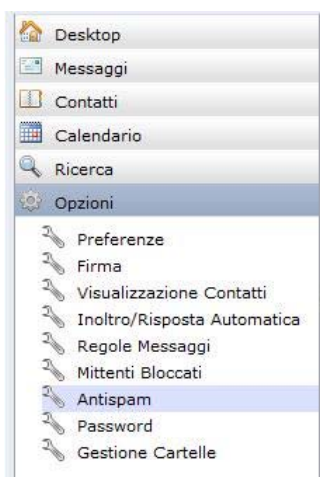 Desktop
Messaggi
Contatti
Calendario
Ricerca
Opzioni
Preferenze
Firma
Visualizzazione Contatti
Inoltro/Risposta Automatica
Regole Messaggi
Mittenti Bloccati
Antispam
Password
Gestione Cartelle